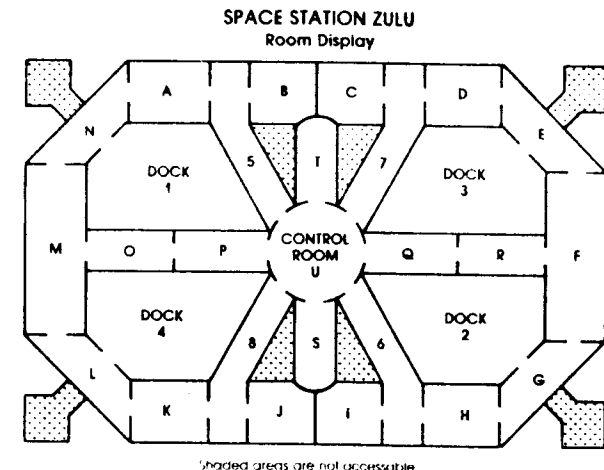 SPACE STATION ZULU
Room Display
A
B
C
D
N
E
5
T
7
DOCK
1
DOCK
3
M
O
P
CONTROL
ROOM
U
Q
R
F
DOCK
4
DOCK
2
8
S
6
L
G
K
J
i
H
Shaded areas are not accessable